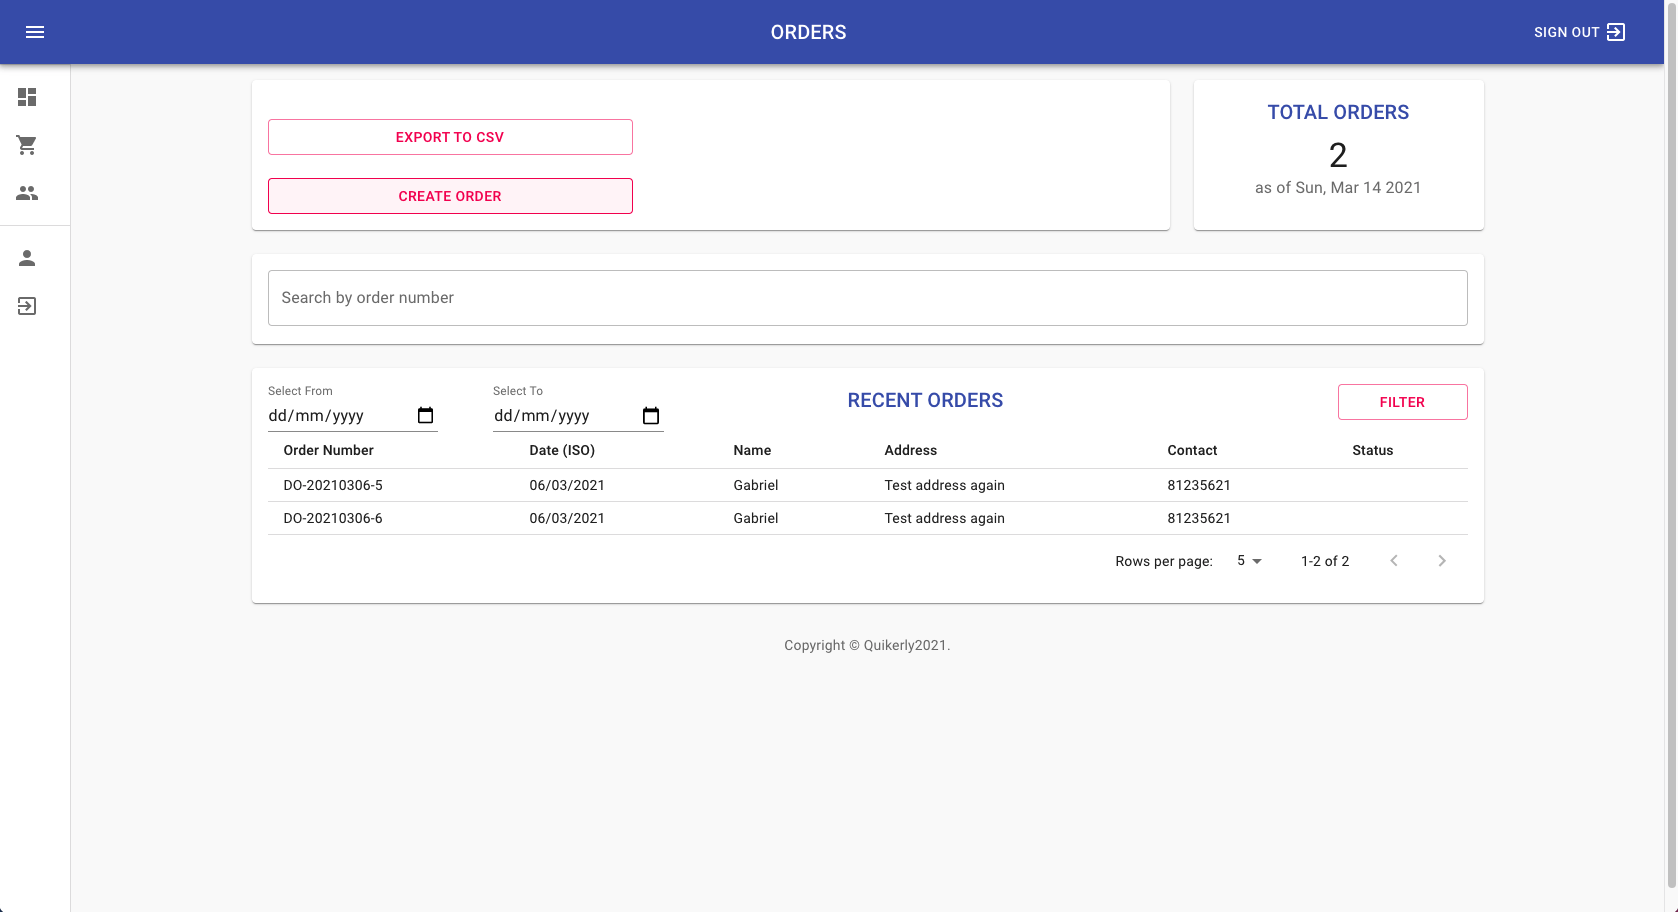 ORDERS
SIGN OUT
EXPORT TO CSV
CREATE ORDER
TOTAL ORDERS
2
as of Sun, Mar 14 2021
Search by order number
Select From
dd/mm/yyyy
Select To
dd/mm/yyyy
RECENT ORDERS
FILTER
Order Number Date (ISO) Name Address Contact Status
DO-20210306-5 06/03/2021 Gabriel Test address again 81235621
DO-20210306-6 06/03/2021 Gabriel Test address again 81235621
Rows per page: 5 1-2 of 2
Copyright © Quikerly2021.